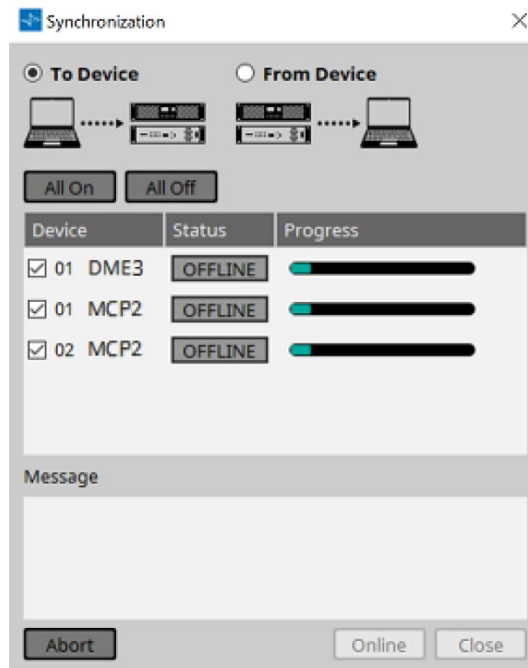 Synchronization
To Device From Device
All On All Off
Device Status Progress
01 DME3 OFFLINE
01 MCP2 OFFLINE
02 MCP2 OFFLINE
Message
Abort Online Close